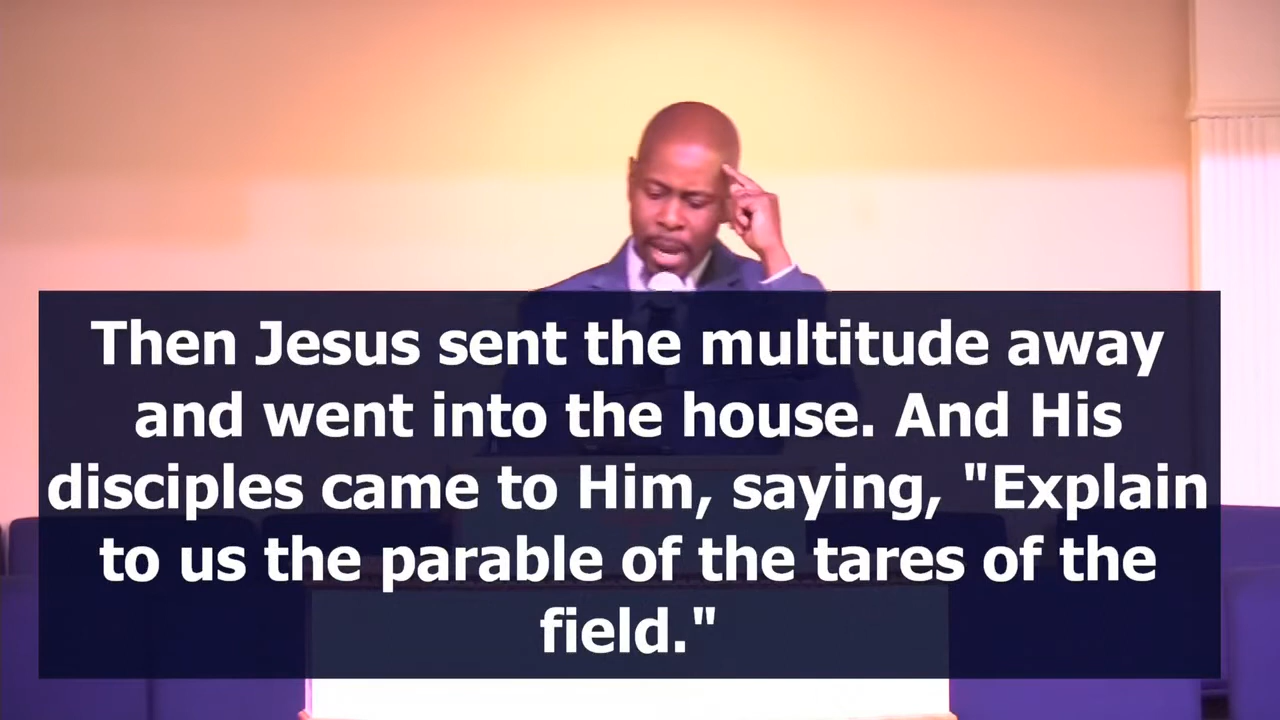 Then Jesus sent the multitude away
and went into the house. And His
disciples came to Him, saying, "Explain
to us the parable of the tares of the
field."